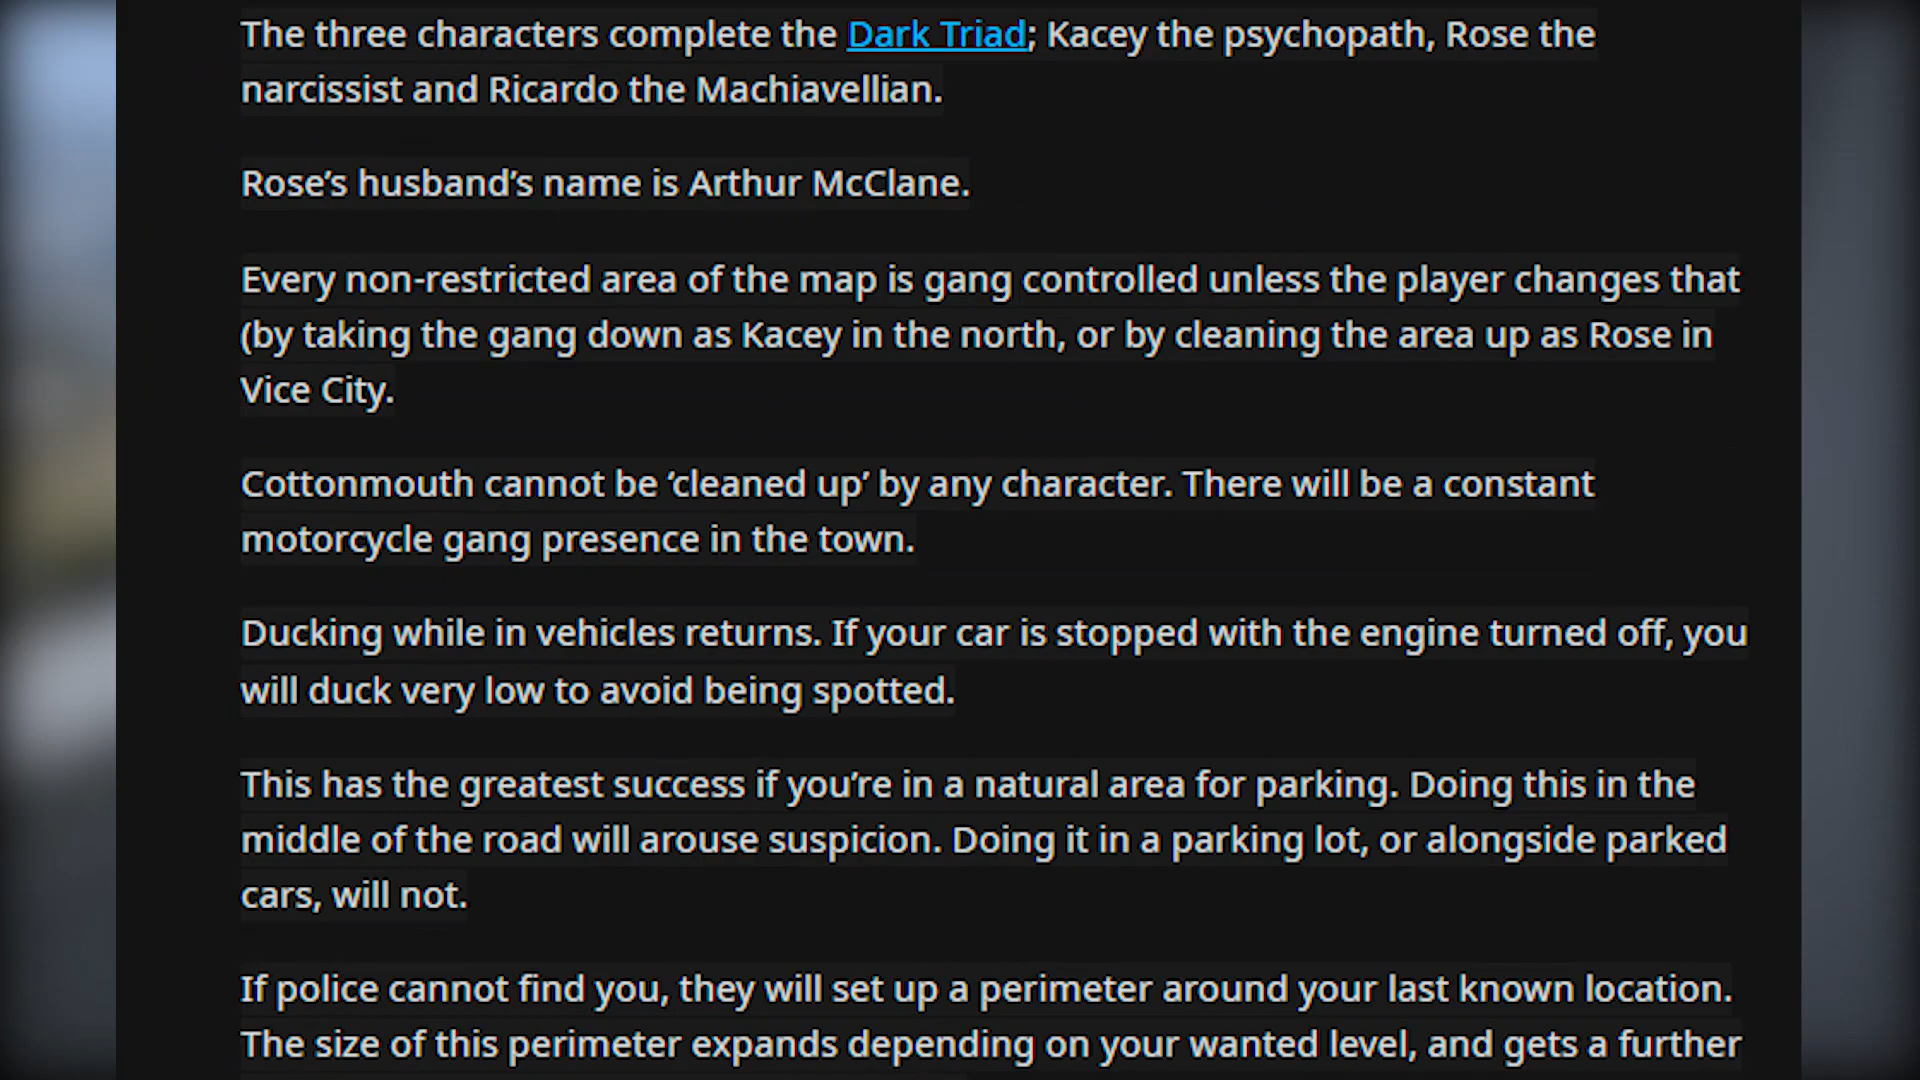 The three characters complete the Dark Triad; Kacey the psychopath, Rose the
narcissist and Ricardo the Machiavellian.
Rose’s husband’s name is Arthur McClane.
Every non-restricted area of the map is gang controlled unless the player changes that
(by taking the gang down as Kacey in the north, or by cleaning the area up as Rose in
Vice City.
Cottonmouth cannot be ‘cleaned up’ by any character. There will be a constant
motorcycle gang presence in the town.
Ducking while in vehicles returns. If your car is stopped with the engine turned off, you
will duck very low to avoid being spotted.
This has the greatest success if you’re in a natural area for parking. Doing this in the
middle of the road will arouse suspicion. Doing it in a parking lot, or alongside parked
cars, will not.
If police cannot find you, they will set up a perimeter around your last known location.
The size of this perimeter expands depending on your wanted level, and gets a further